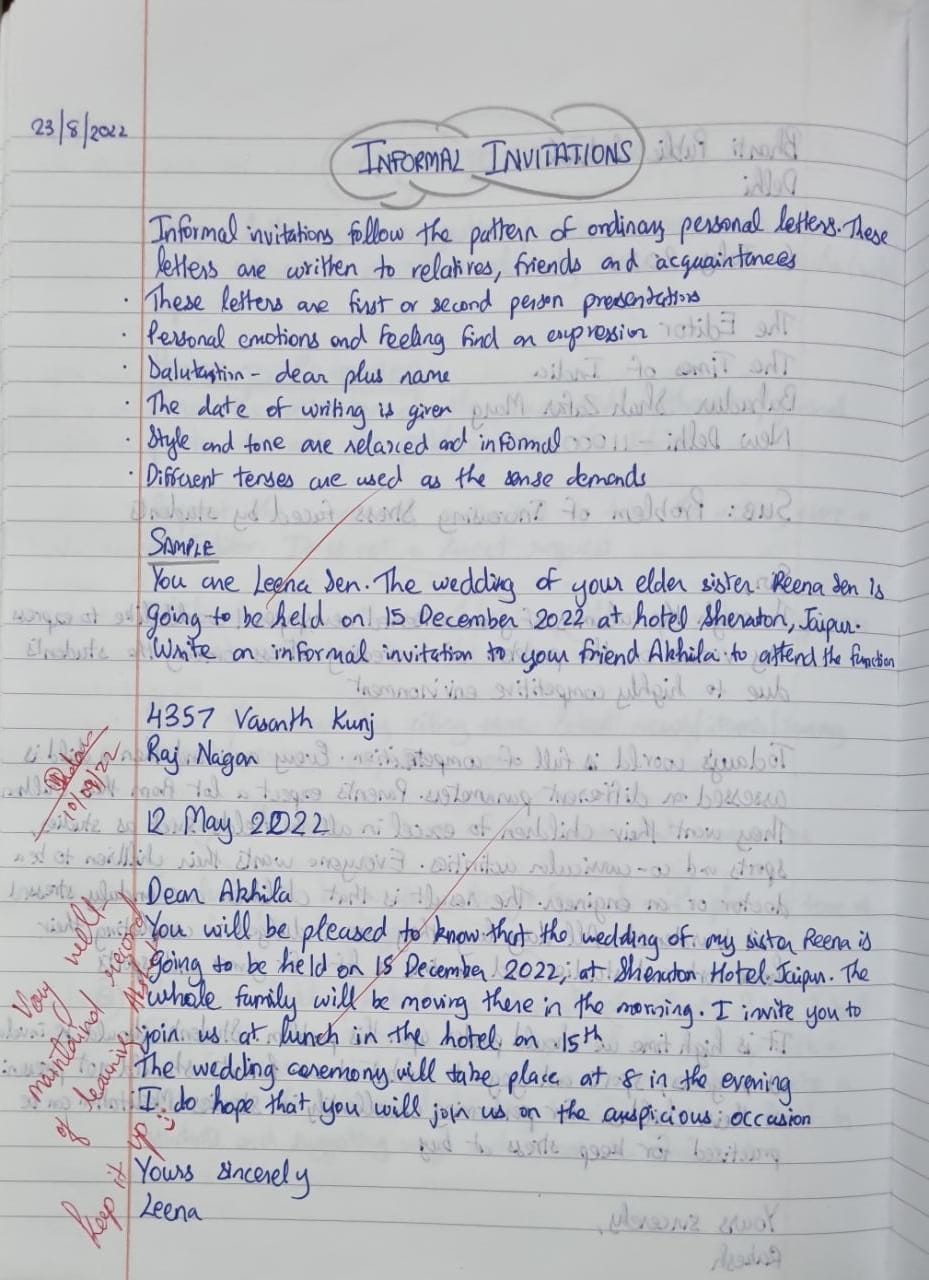 23/8/2022
INFORMAL INVITATIONS
Informal invitations follow the pattern of ordinary personal letters. These
letters are written to relatives, friends and acquaintances
· These letters are first or second person presentations
· Personal emotions and feeling find an expression
· Salutation - dear plus name
· The date of writing is given
· Style and tone are relaxed and informal
· Different tenses are used as the sense demands
SAMPLE
You are Leena Sen. The wedding of your elder sister Reena Sen is
going to be held on 15 December 2022 at hotel Sheraton, Jaipur.
Write an informal invitation to your friend Akhila to attend the function
4357 Vasanth Kunj
Raj Nagar
12 May 2022
Dear Akhila
You will be pleased to know that the wedding of my sister Reena is
going to be held on 15 December 2022, at Sheraton Hotel Jaipur. The
whole family will be moving there in the morning. I invite you to
join us at lunch in the hotel on 15th
The wedding ceremony will take place at 8 in the evening
I do hope that you will join us on the auspicious occasion
Yours sincerely
Leena
10/09/22
Very well
maintained record
of learning
Keep it up :)